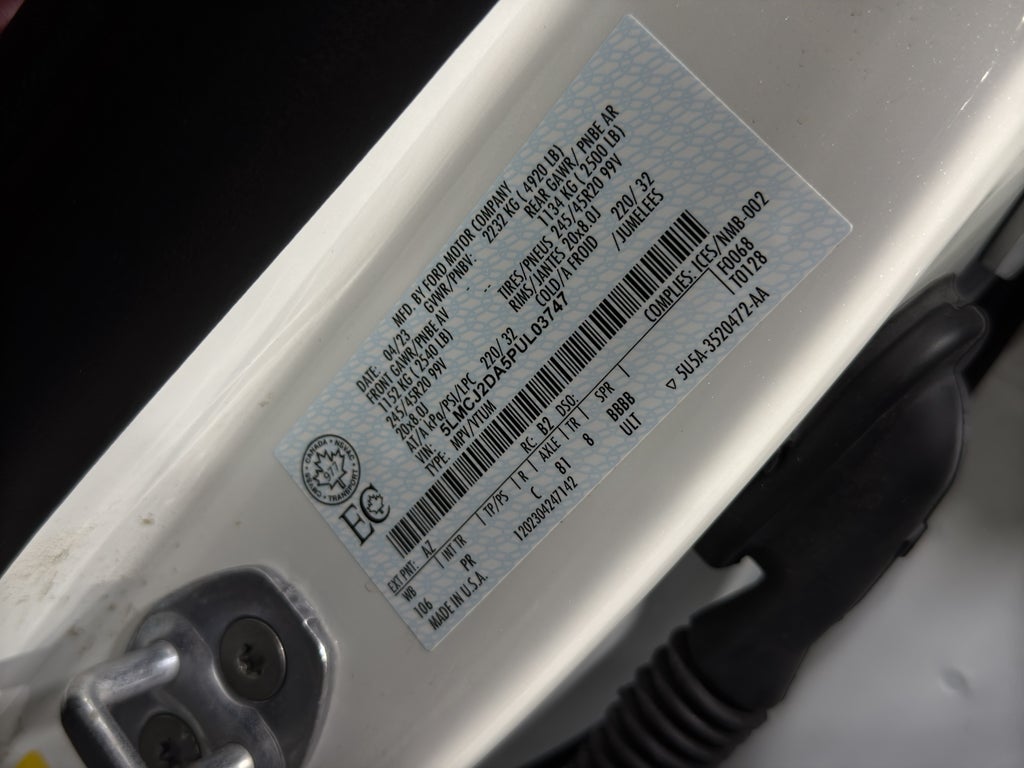 MFD. BY FORD MOTOR COMPANY
DATE: 04/23 GVWR/PNBV: 2232 KG ( 4920 LB)
FRONT GAWR/PNBE AV REAR GAWR/ PNBE AR
1152 KG ( 2540 LB) 1134 KG ( 2500 LB)
245/45R20 99V TIRES/PNEUS 245/45R20 99V
20x8.0J RIMS/JANTES 20x8.0J
AT/A kPa/PSI/LPC 220/ 32 COLD/A FROID 220/ 32
VIN: 5LMCJ2DA5PUL03747 /JUMELEES
TYPE: MPV/VTUM
CANADA
TRANSPORT
EC
COMPLIES: ICES/NMB-002
EXT PNT: AZ RC: B2 DSO: F0068
WB INT TR TP/PS R AXLE TR SPR T0128
106 PR C 81 8 BBBB
MADE IN U.S.A. 1202304247142 ULT
▽ 5U5A-3520472-AA